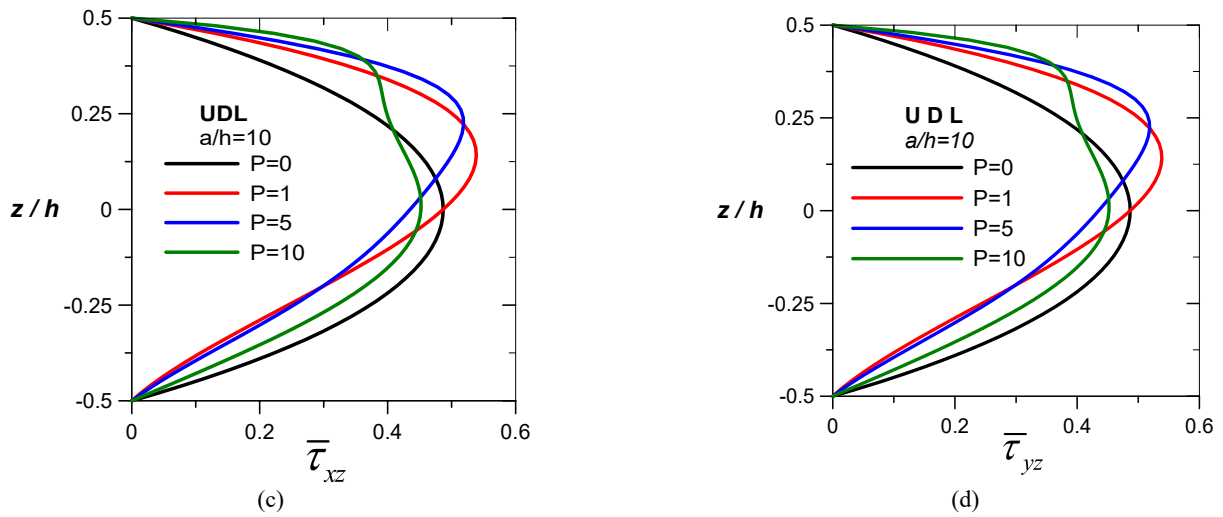 0.5
0.25
UDL
a/h=10
P=0
P=1
z / h
0
P=5
P=10
-0.25
-0.5
0
0.2
0.4
0.6
τ̅xz
(c)
0.5
0.25
U D L
a/h=10
P=0
P=1
z / h
0
P=5
P=10
-0.25
-0.5
0
0.2
0.4
0.6
τ̅yz
(d)